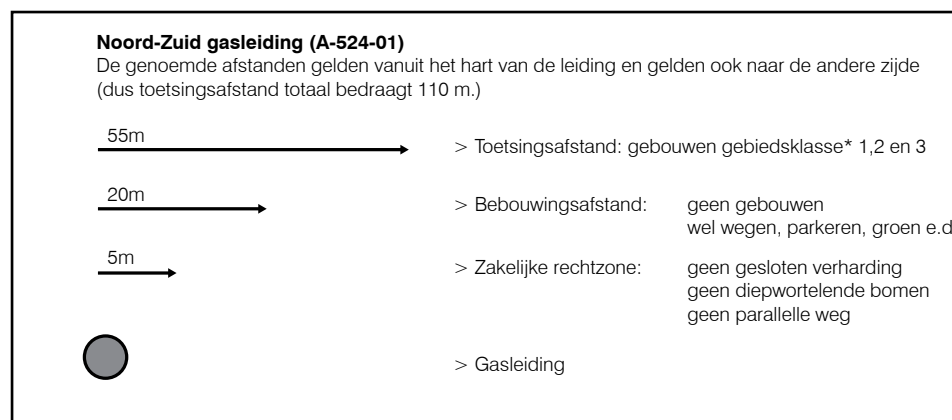 Noord-Zuid gasleiding (A-524-01)
De genoemde afstanden gelden vanuit het hart van de leiding en gelden ook naar de andere zijde
(dus toetsingsafstand totaal bedraagt 110 m.)
55m
> Toetsingsafstand: gebouwen gebiedsklasse* 1,2 en 3
20m
> Bebouwingsafstand: geen gebouwen
wel wegen, parkeren, groen e.d
5m
> Zakelijke rechtzone: geen gesloten verharding
geen diepwortelende bomen
geen parallelle weg
> Gasleiding